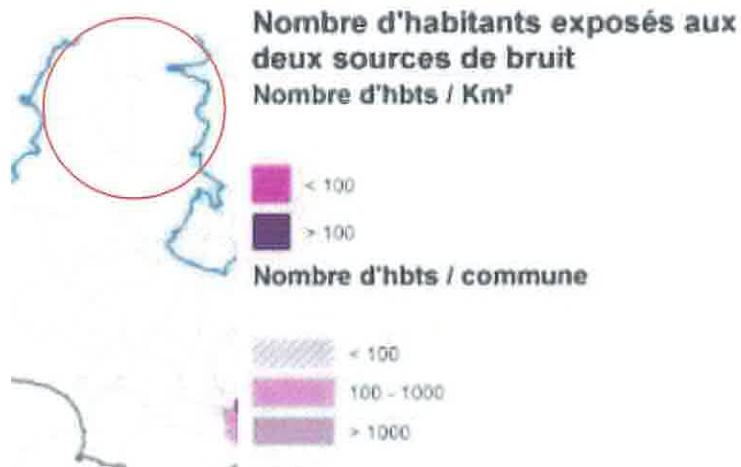 Nombre d'habitants exposés aux
deux sources de bruit
Nombre d'hbts / Km²
< 100
> 100
Nombre d'hbts / commune
< 100
100 - 1000
> 1000